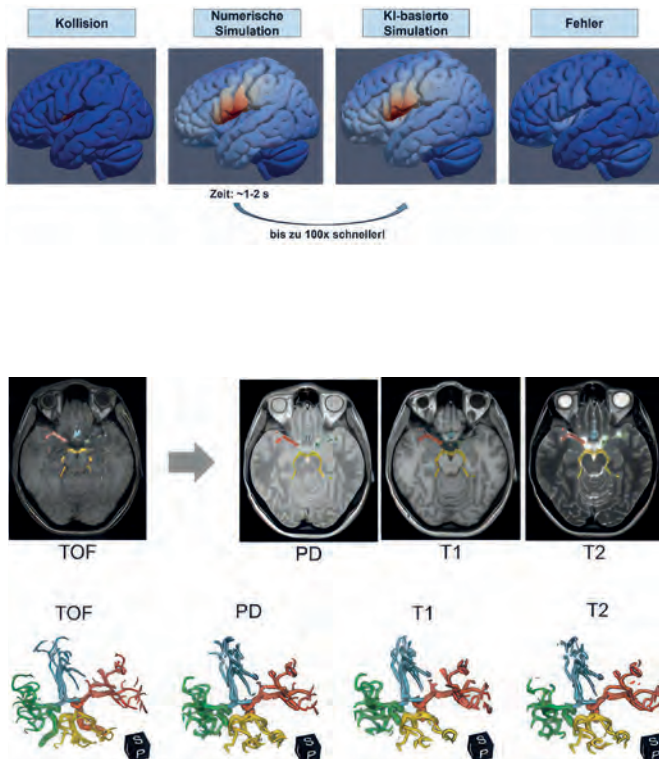 Kollision
Numerische
Simulation
KI-basierte
Simulation
Fehler
Zeit: ~1-2 s
bis zu 100x schneller!
TOF
PD
T1
T2
TOF
PD
T1
T2
S
P
S
P
S
P
S
P